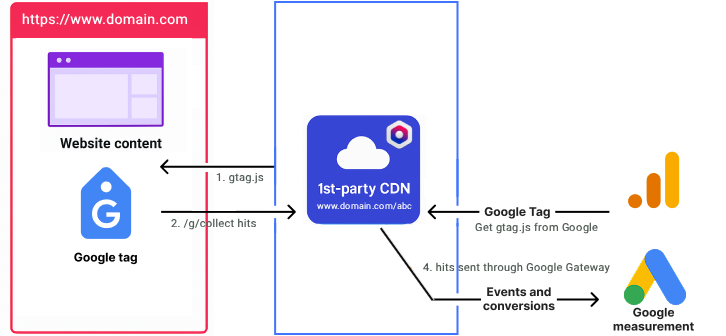 https://www.domain.com
Website content
G
Google tag
1. gtag.js
2. /g/collect hits
1st-party CDN
www.domain.com/abc
Google Tag
Get gtag.js from Google
4. hits sent through Google Gateway
Events and
conversions
Google
measurement